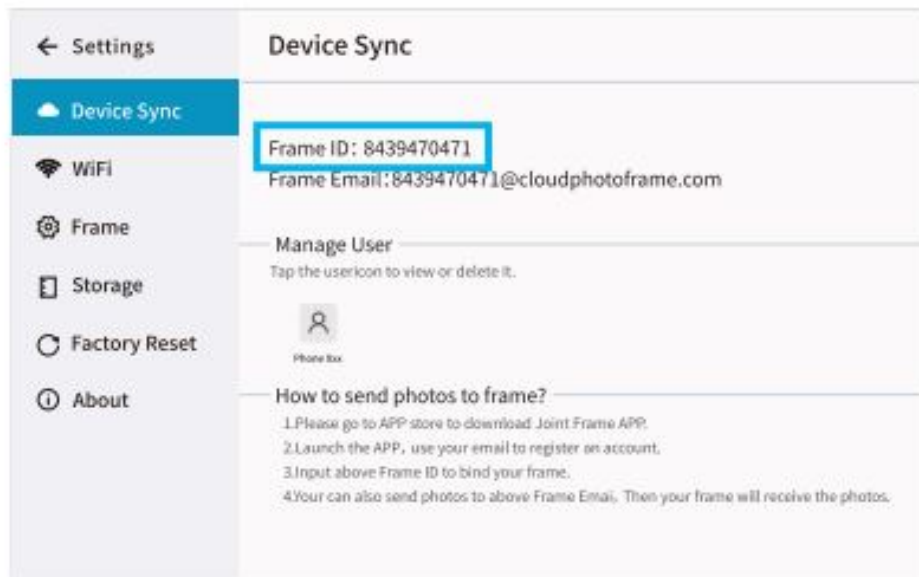 Settings
Device Sync
WiFi
Frame
Storage
Factory Reset
About
Device Sync
Frame ID: 8439470471
Frame Email:8439470471@cloudphotoframe.com
Manage User
Tap the usericon to view or delete it.
Phone 8xx
How to send photos to frame?
1.Please go to APP store to download Joint Frame APP.
2.Launch the APP, use your email to register an account.
3.Input above Frame ID to bind your frame.
4.Your can also send photos to above Frame Emai, Then your frame will receive the photos.